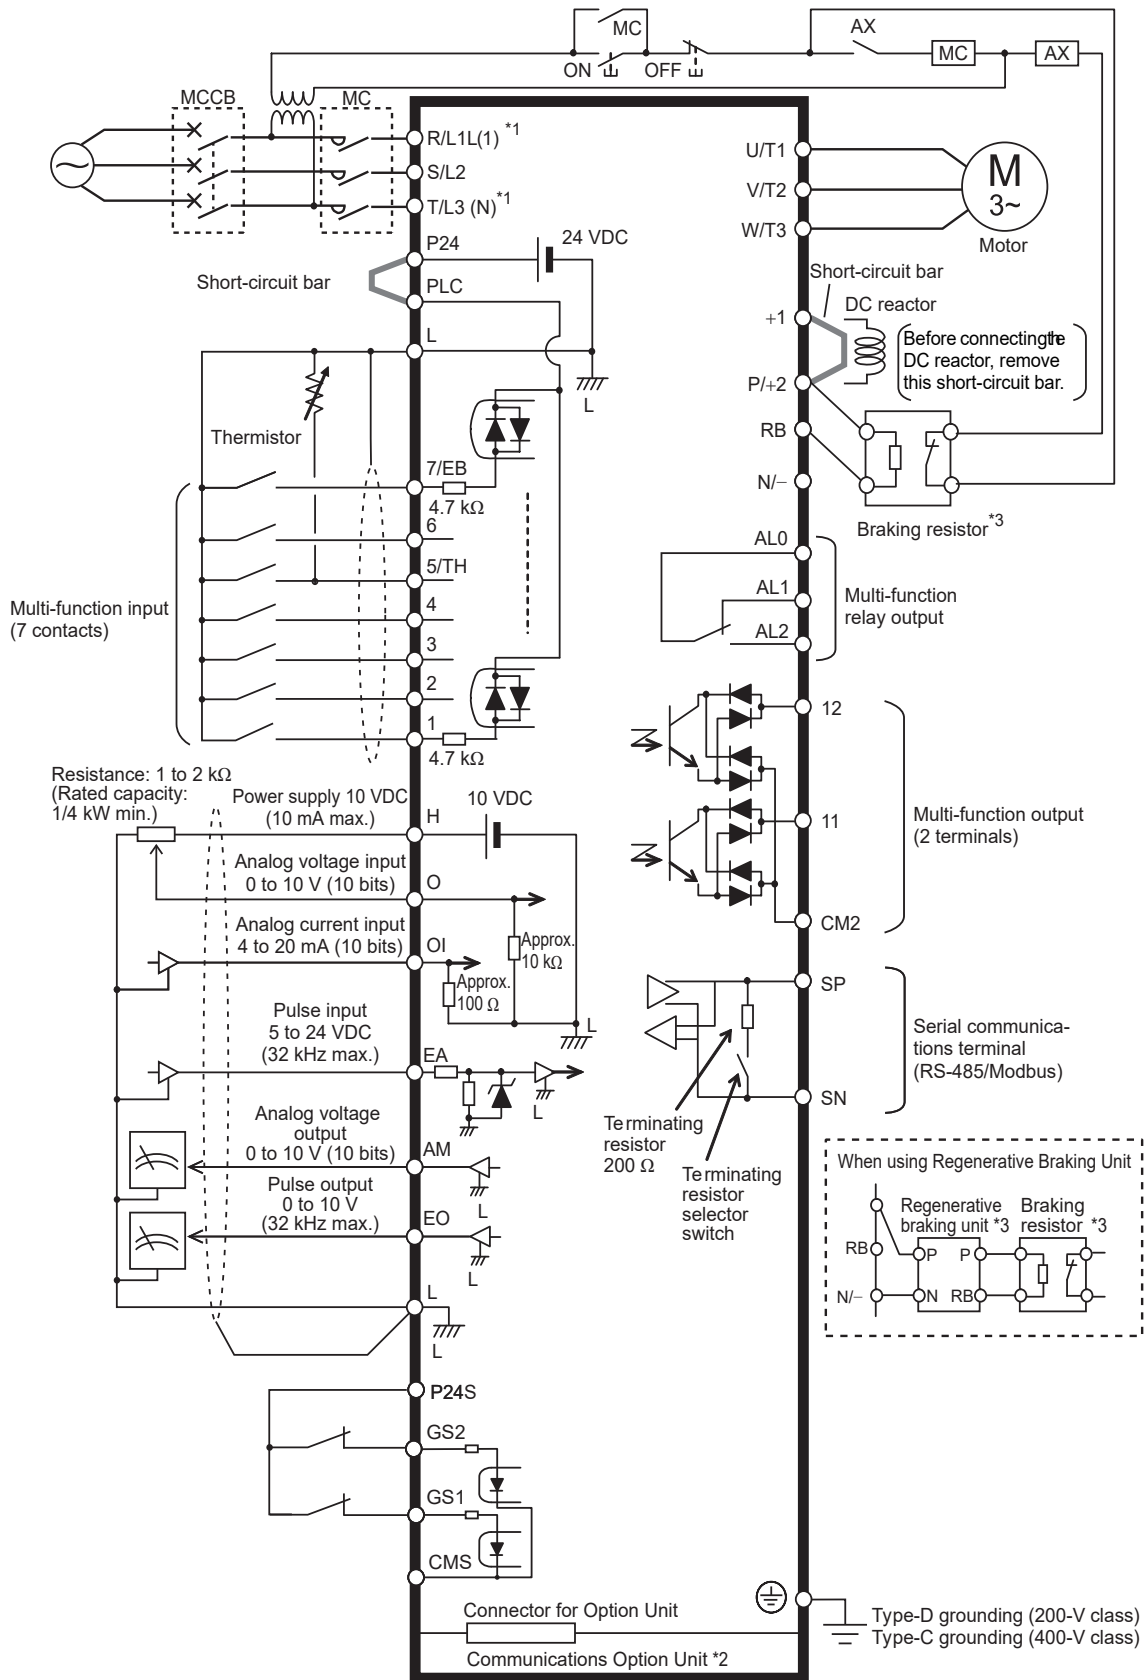 MC
AX
ON
OFF
MC
AX
MCCB
MC
R/L1L(1) *1
S/L2
T/L3 (N)*1
U/T1
V/T2
W/T3
M
3~
Motor
P24
24 VDC
Short-circuit bar
PLC
L
L
Short-circuit bar
DC reactor
+1
P/+2
Before connectingthe
DC reactor, remove
this short-circuit bar.
RB
N/−
Braking resistor*3
Thermistor
7/EB
4.7 kΩ
6
5/TH
4
3
2
1
4.7 kΩ
Multi-function input
(7 contacts)
AL0
AL1
AL2
Multi-function
relay output
12
11
CM2
Multi-function output
(2 terminals)
Resistance: 1 to 2 kΩ
(Rated capacity:
1/4 kW min.)
Power supply 10 VDC
(10 mA max.)
H
10 VDC
Analog voltage input
0 to 10 V (10 bits)
O
Approx.
10 kΩ
Analog current input
4 to 20 mA (10 bits)
OI
Approx.
100 Ω
L
Pulse input
5 to 24 VDC
(32 kHz max.)
EA
L
Analog voltage
output
0 to 10 V (10 bits)
AM
L
Pulse output
0 to 10 V
(32 kHz max.)
EO
L
L
L
SP
SN
Serial communica-
tions terminal
(RS-485/Modbus)
Terminating
resistor
200 Ω
Terminating
resistor
selector
switch
When using Regenerative Braking Unit
Regenerative
braking unit *3
Braking
resistor *3
RB
P
P
N/−
N
RB
P24S
GS2
GS1
CMS
Connector for Option Unit
Communications Option Unit *2
Type-D grounding (200-V class)
Type-C grounding (400-V class)